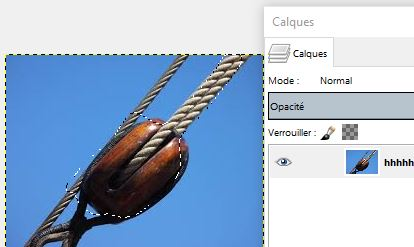 Calques
Calques
Mode : Normal
Opacité
Verrouiller :
hhhhh